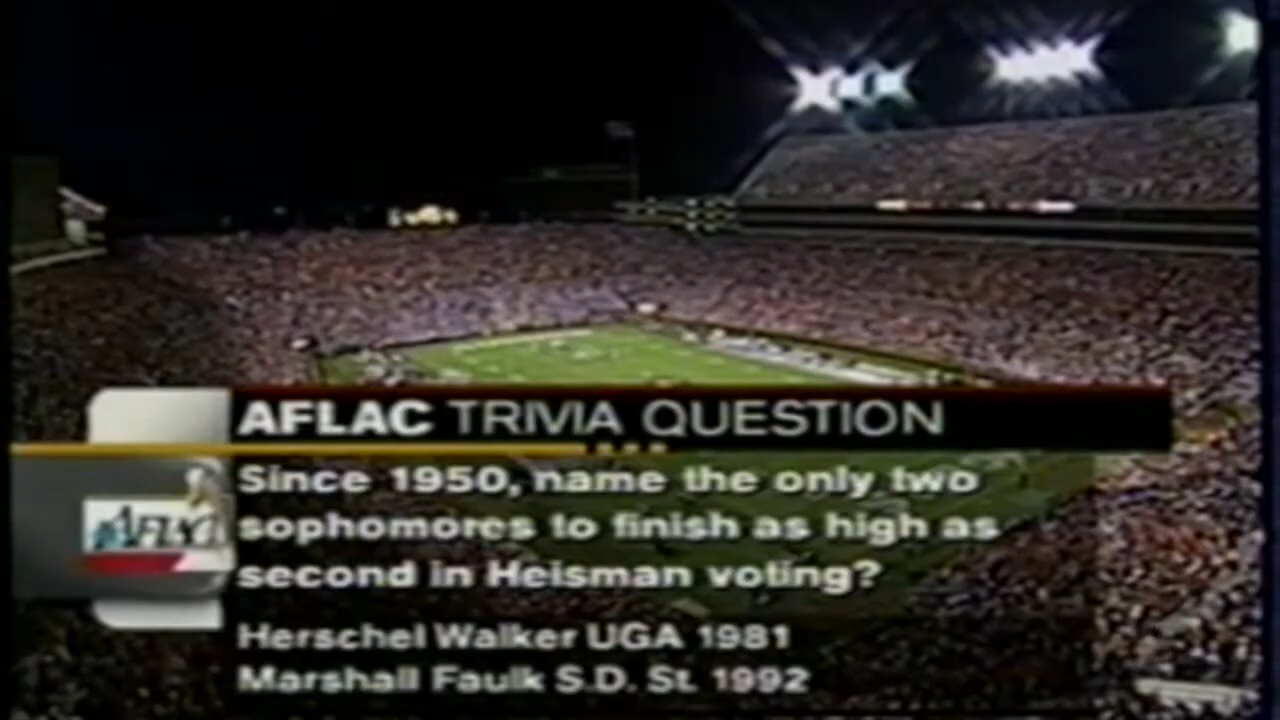 AFLAC TRIVIA QUESTION
Since 1950, name the only two
sophomores to finish as high as
AFLAC
second in Heisman voting?
Herschel Walker UGA 1981
Marshall Faulk S.D. St. 1992